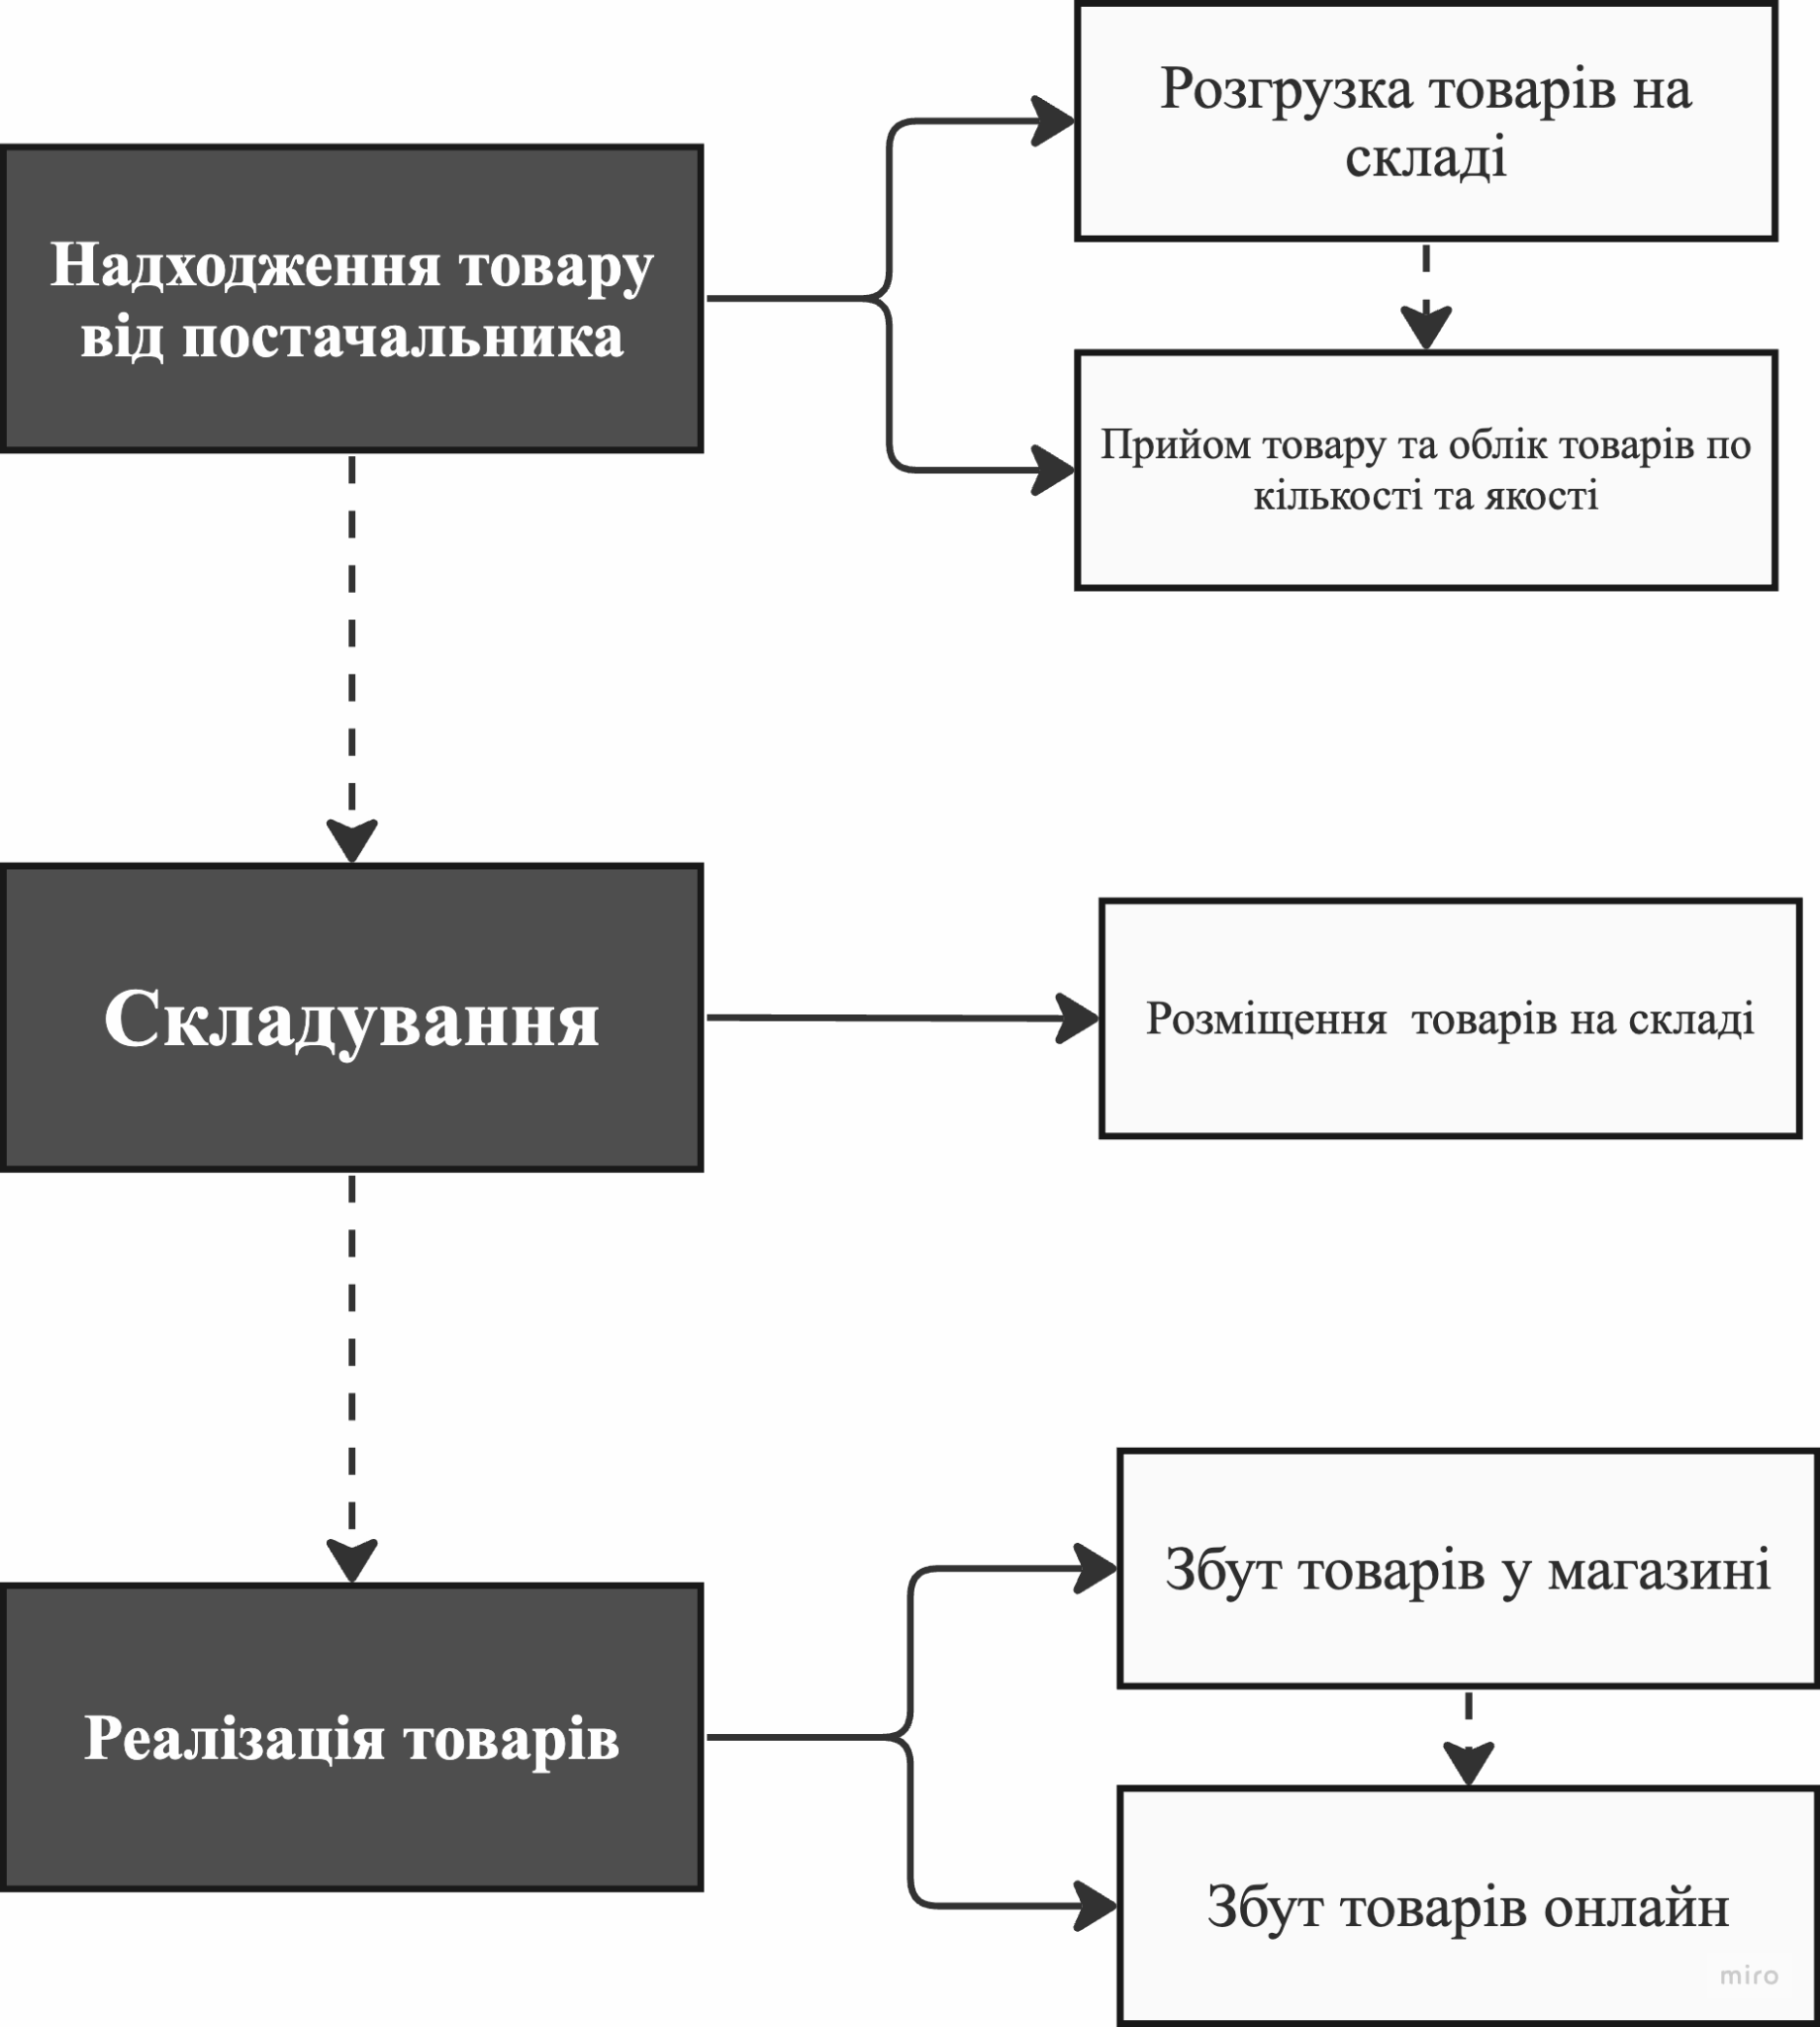 Розгрузка товарів на
складі
Надходження товару
від постачальника
Прийом товару та облік товарів по
кількості та якості
Складування
Розміщення товарів на складі
Збут товарів у магазині
Реалізація товарів
Збут товарів онлайн
miro